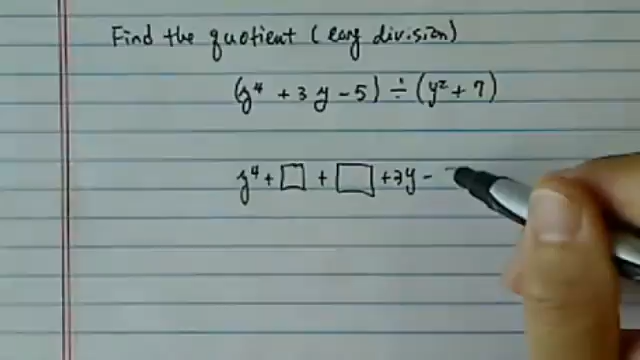 Find the quotient (long division)
(y⁴ + 3y - 5) ÷ (y² + 7)
y⁴ + □ + □ + 3y -